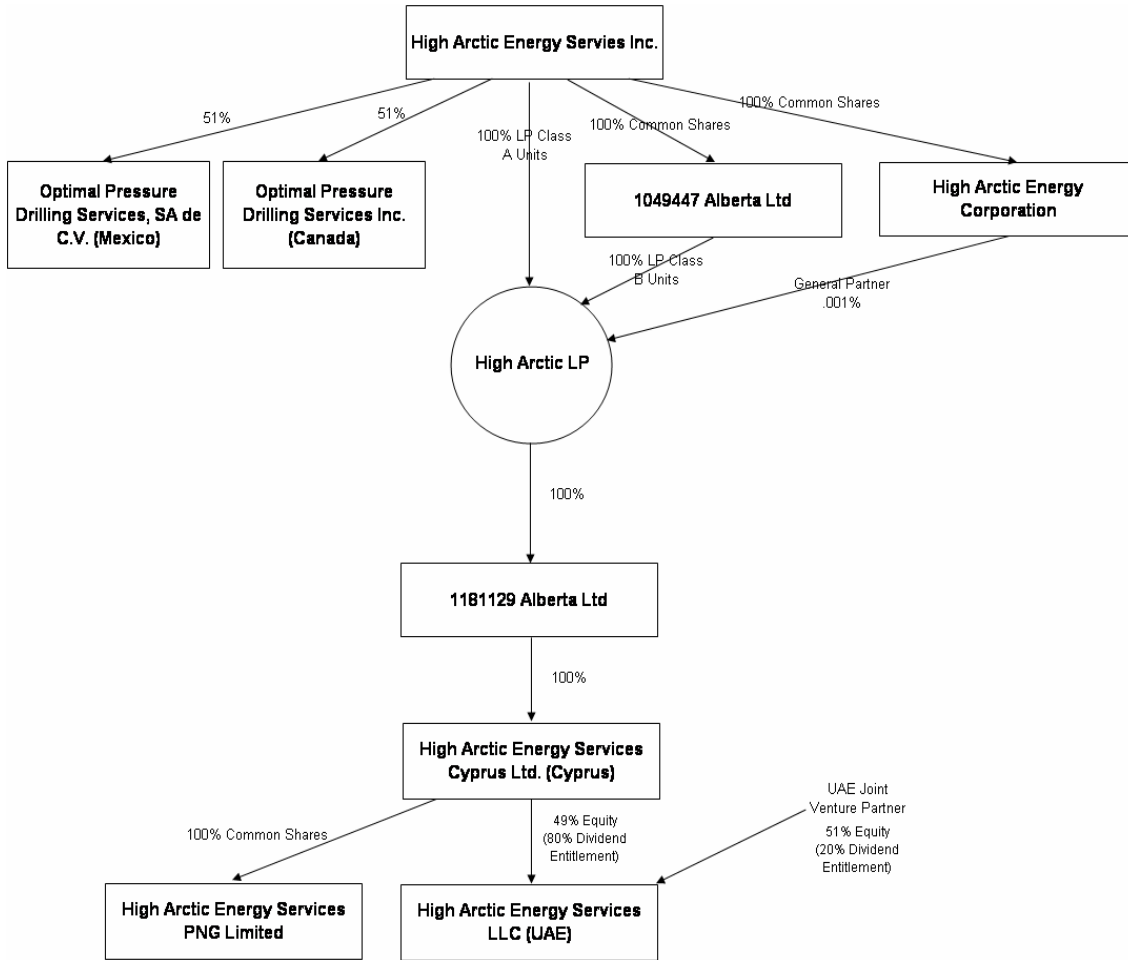 High Arctic Energy Servies Inc.
51%
51%
100% LP Class
A Units
100% Common Shares
100% Common Shares
Optimal Pressure
Drilling Services, SA de
C.V. (Mexico)
Optimal Pressure
Drilling Services Inc.
(Canada)
1049447 Alberta Ltd
High Arctic Energy
Corporation
100% LP Class
B Units
General Partner
.001%
High Arctic LP
100%
1181129 Alberta Ltd
100%
High Arctic Energy Services
Cyprus Ltd. (Cyprus)
100% Common Shares
49% Equity
(80% Dividend
Entitlement)
UAE Joint
Venture Partner
51% Equity
(20% Dividend
Entitlement)
High Arctic Energy Services
PNG Limited
High Arctic Energy Services
LLC (UAE)